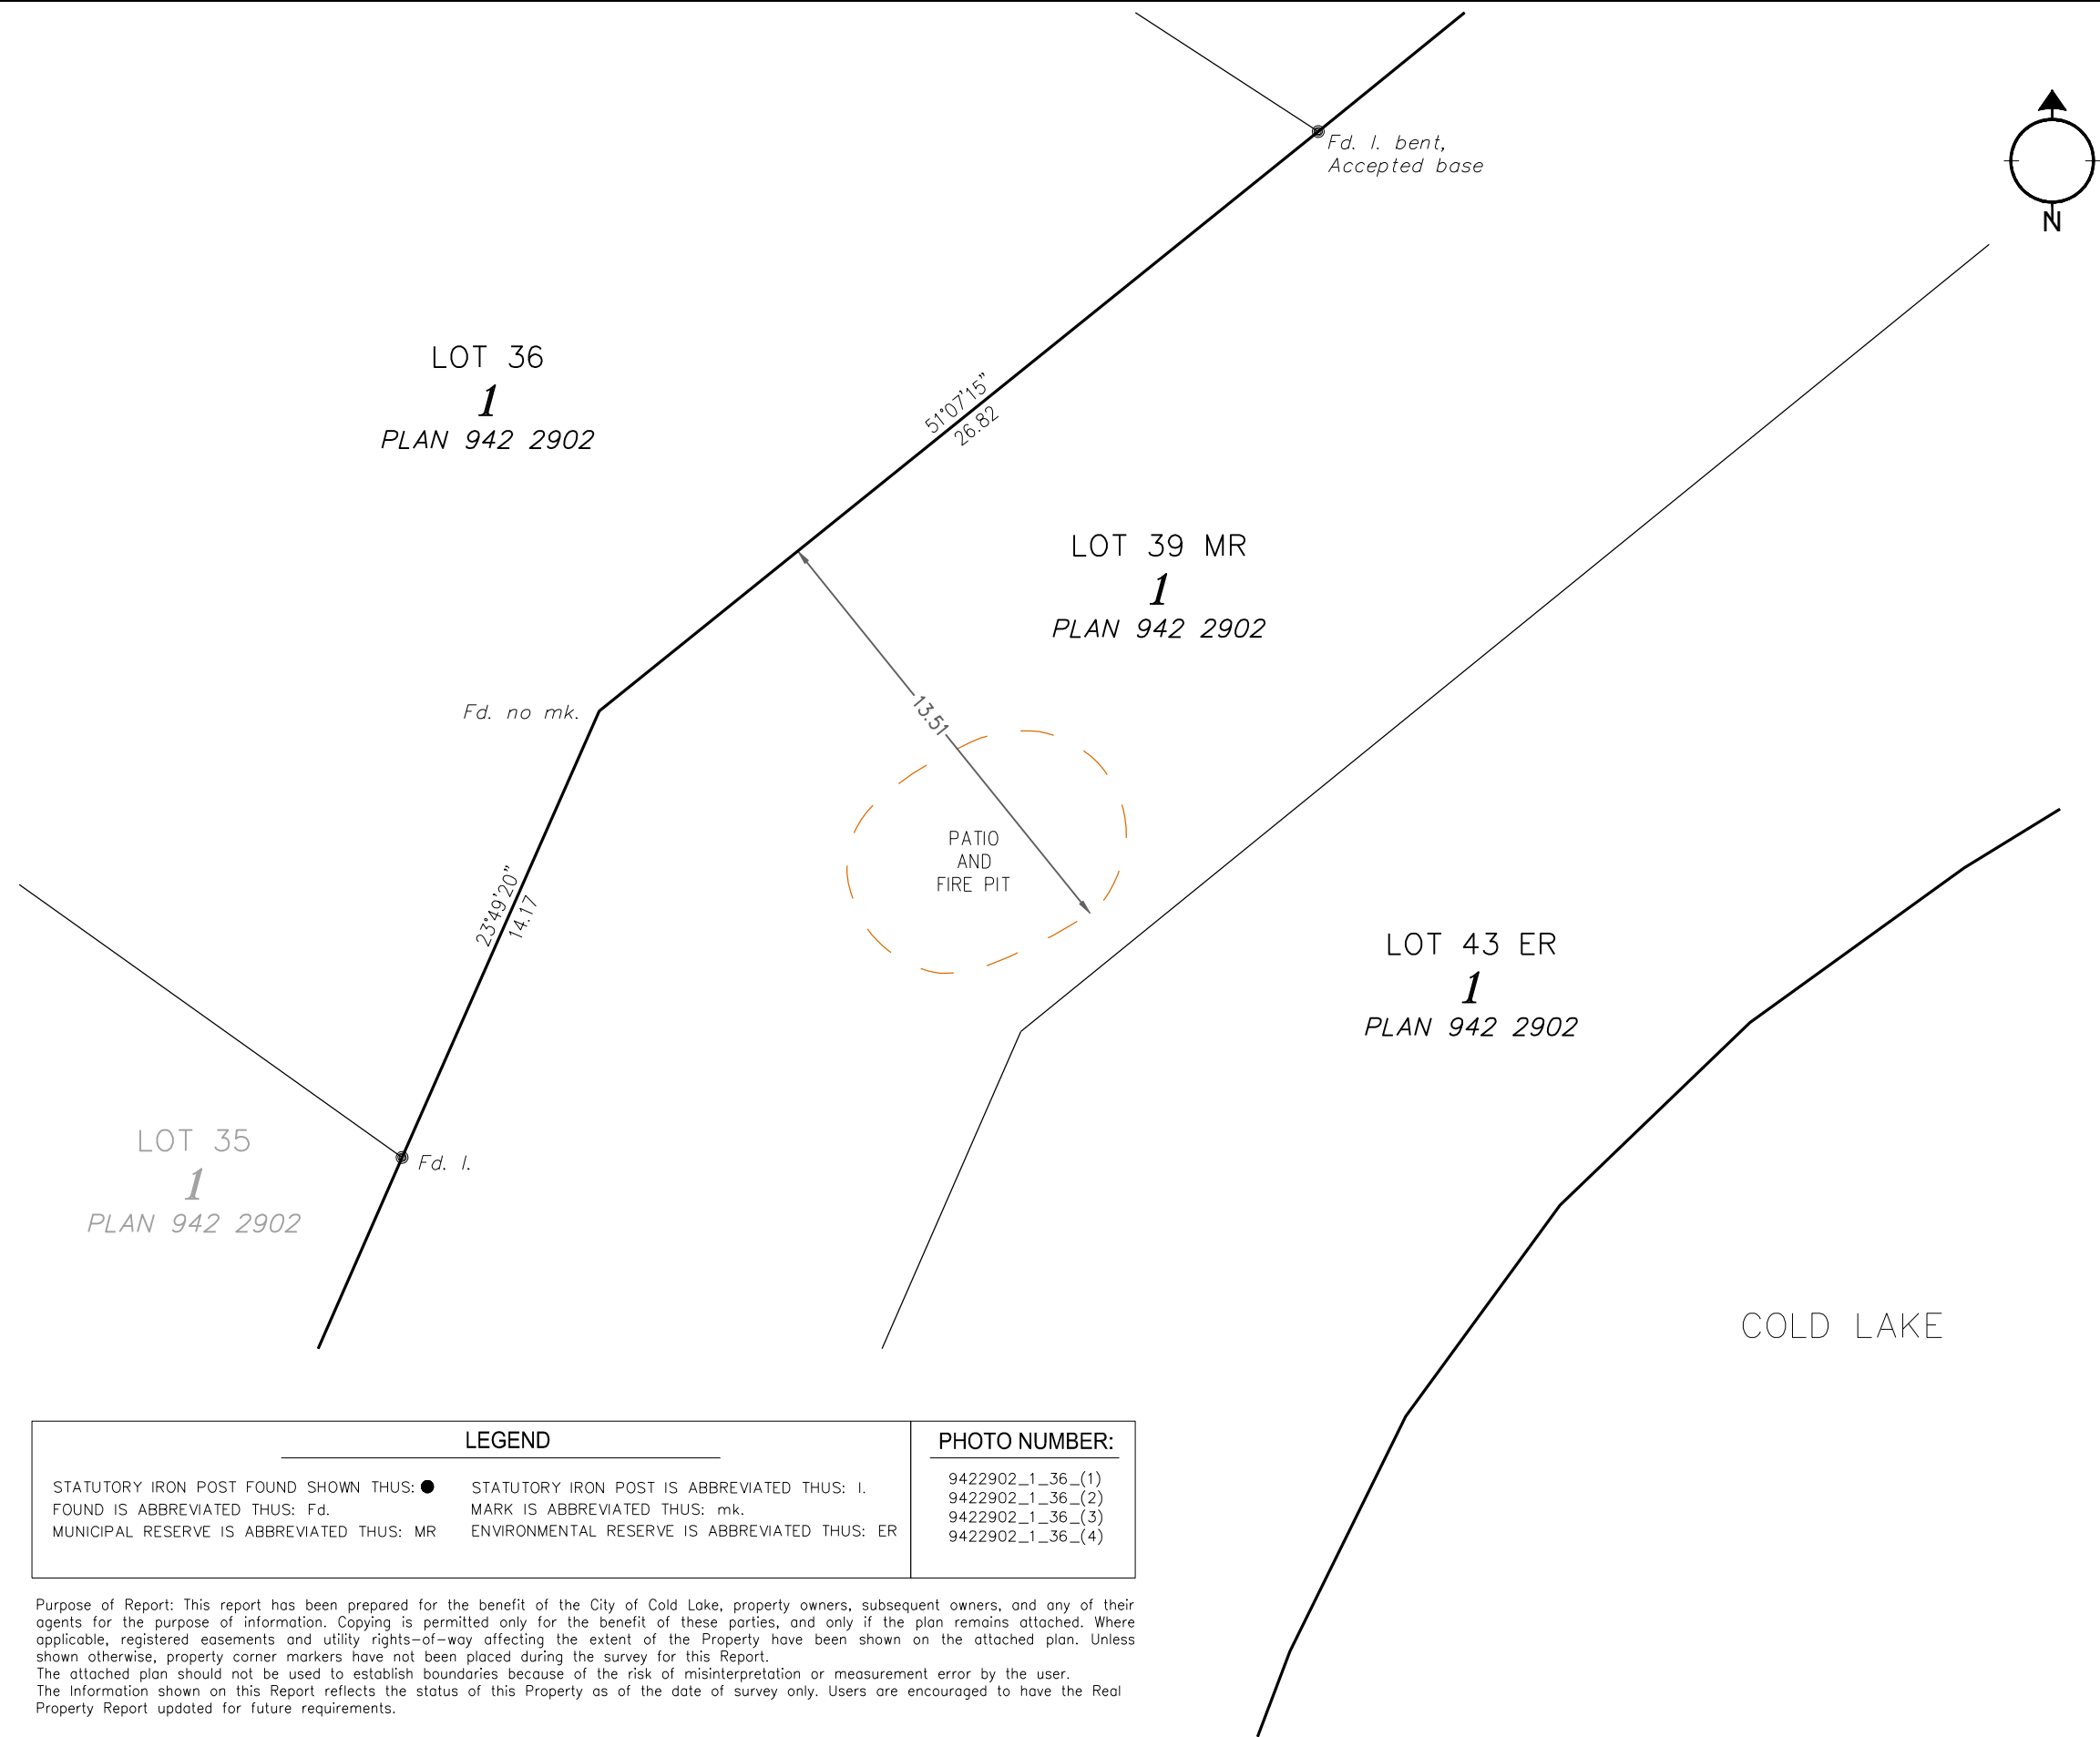 Fd. I. bent,
Accepted base
N
LOT 36
1
PLAN 942 2902
51°07'15"
26.82
LOT 39 MR
1
PLAN 942 2902
Fd. no mk.
13.51
PATIO
AND
FIRE PIT
23°49'20"
14.17
LOT 43 ER
1
PLAN 942 2902
LOT 35
1
PLAN 942 2902
Fd. I.
COLD LAKE
LEGEND
STATUTORY IRON POST FOUND SHOWN THUS:
FOUND IS ABBREVIATED THUS: Fd.
MUNICIPAL RESERVE IS ABBREVIATED THUS: MR
STATUTORY IRON POST IS ABBREVIATED THUS: I.
MARK IS ABBREVIATED THUS: mk.
ENVIRONMENTAL RESERVE IS ABBREVIATED THUS: ER
PHOTO NUMBER:
9422902_1_36_(1)
9422902_1_36_(2)
9422902_1_36_(3)
9422902_1_36_(4)
Purpose of Report: This report has been prepared for the benefit of the City of Cold Lake, property owners, subsequent owners, and any of their
agents for the purpose of information. Copying is permitted only for the benefit of these parties, and only if the plan remains attached. Where
applicable, registered easements and utility rights-of-way affecting the extent of the Property have been shown on the attached plan. Unless
shown otherwise, property corner markers have not been placed during the survey for this Report.
The attached plan should not be used to establish boundaries because of the risk of misinterpretation or measurement error by the user.
The Information shown on this Report reflects the status of this Property as of the date of survey only. Users are encouraged to have the Real
Property Report updated for future requirements.